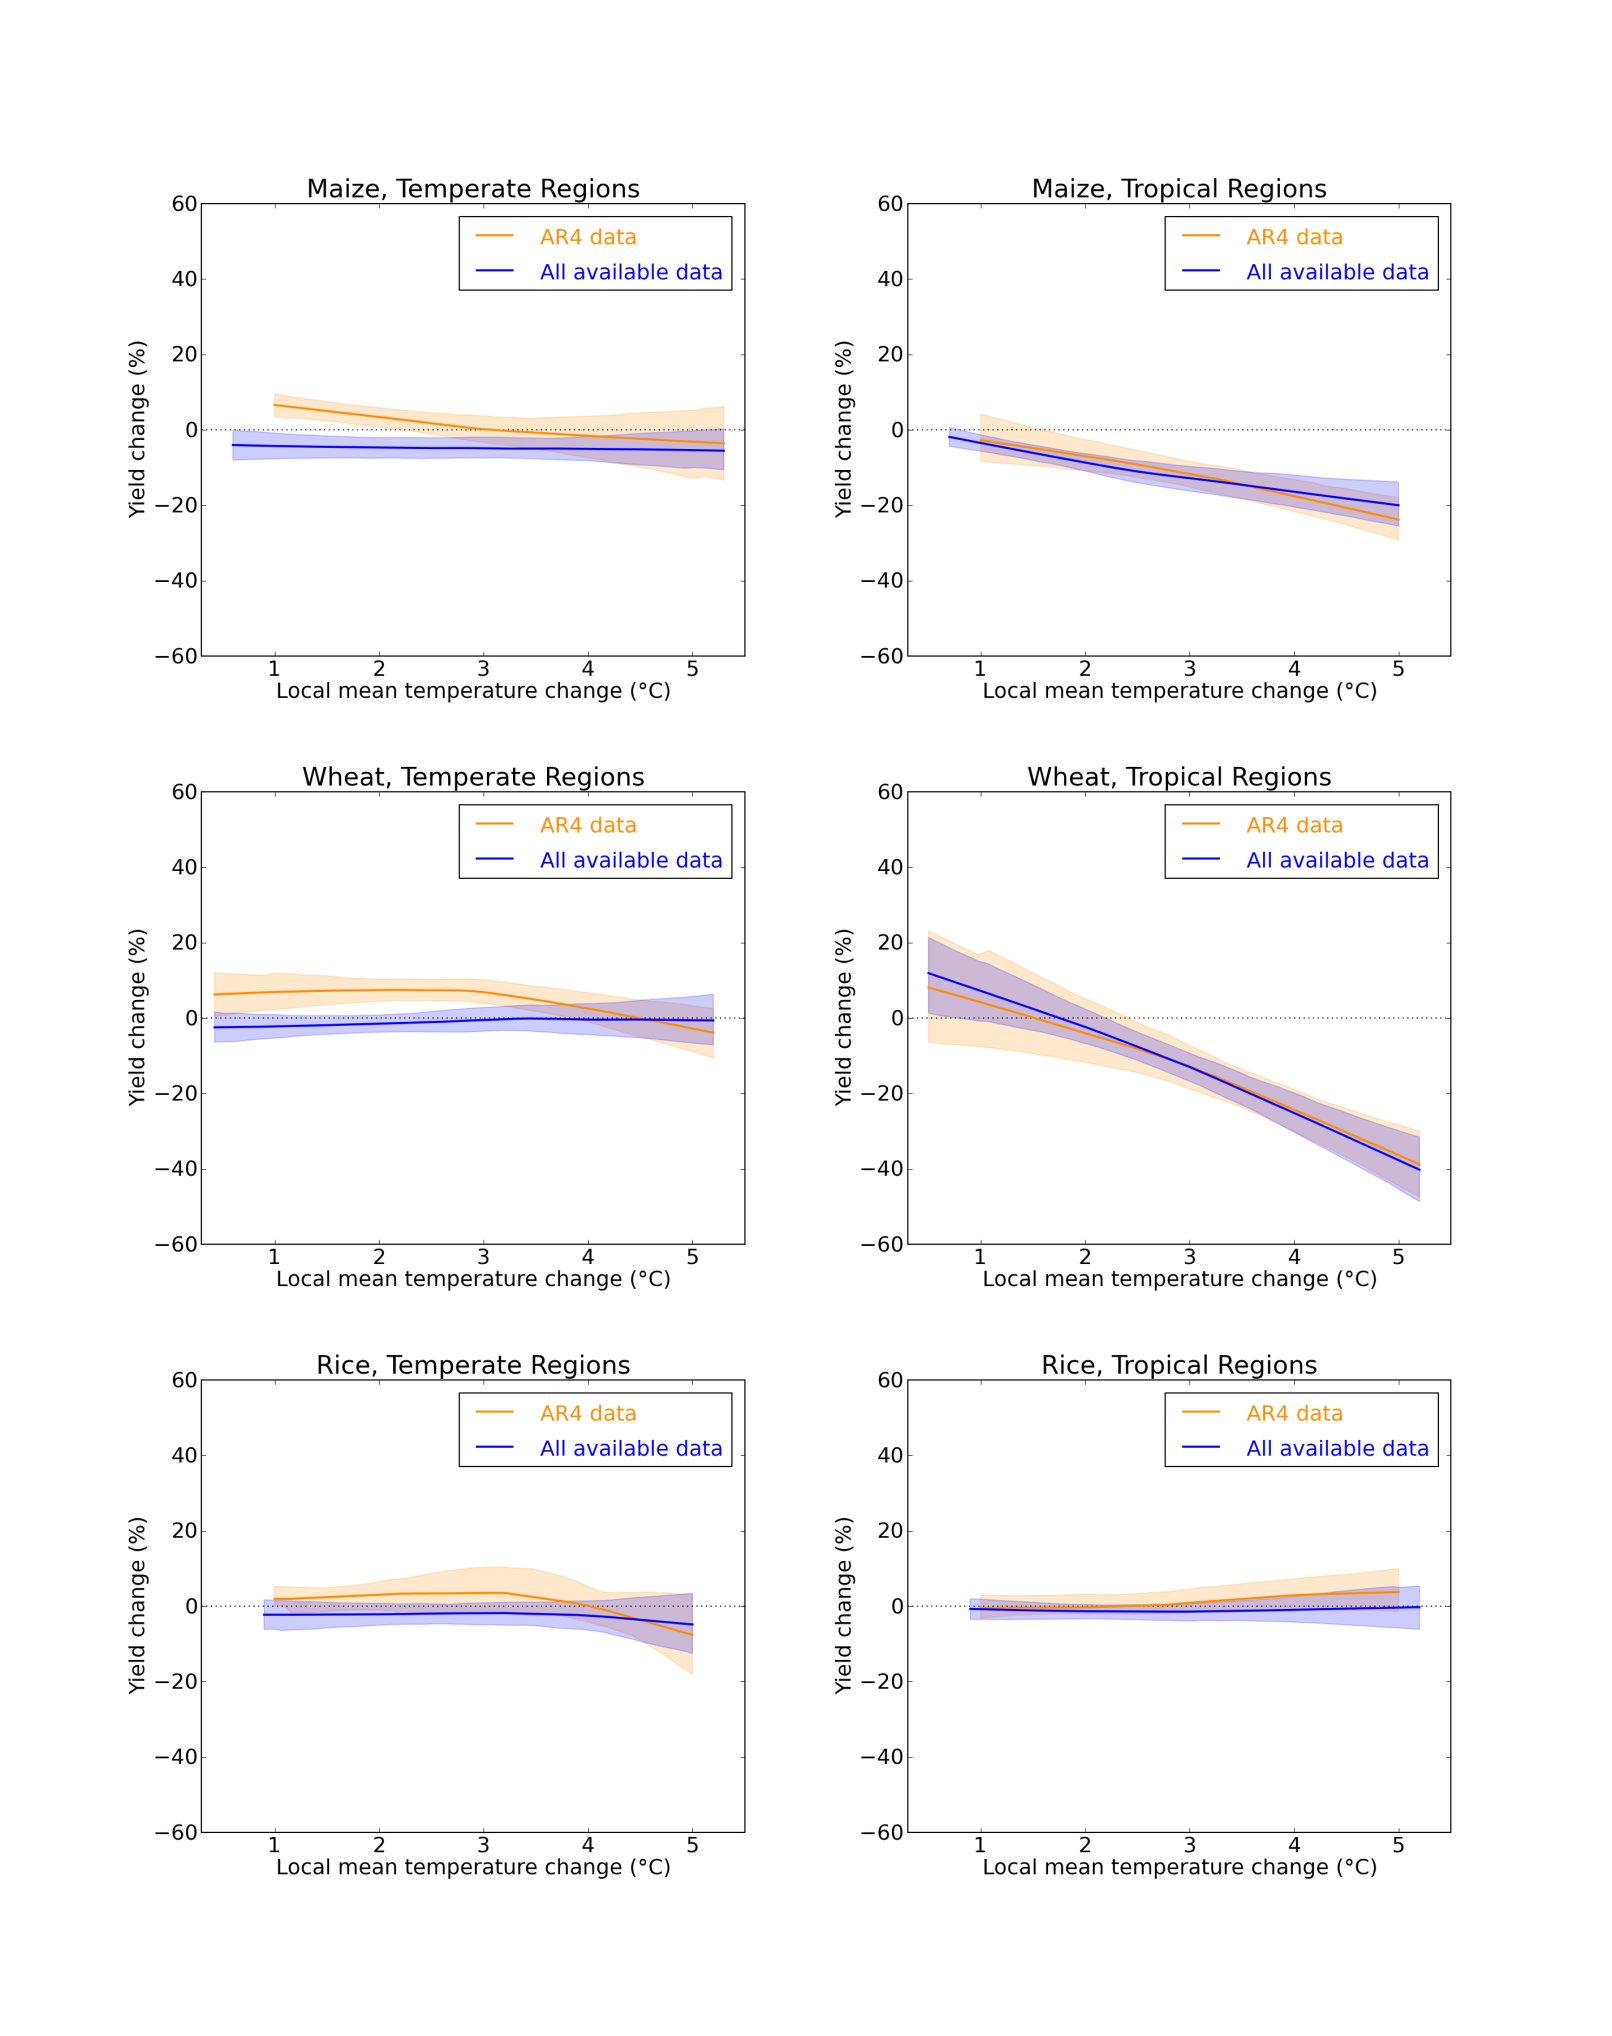 Maize, Temperate Regions
60
40
20
0
−20
−40
−60
Yield change (%)
AR4 data
All available data
1 2 3 4 5
Local mean temperature change (°C)
Maize, Tropical Regions
60
40
20
0
−20
−40
−60
Yield change (%)
AR4 data
All available data
1 2 3 4 5
Local mean temperature change (°C)
Wheat, Temperate Regions
60
40
20
0
−20
−40
−60
Yield change (%)
AR4 data
All available data
1 2 3 4 5
Local mean temperature change (°C)
Wheat, Tropical Regions
60
40
20
0
−20
−40
−60
Yield change (%)
AR4 data
All available data
1 2 3 4 5
Local mean temperature change (°C)
Rice, Temperate Regions
60
40
20
0
−20
−40
−60
Yield change (%)
AR4 data
All available data
1 2 3 4 5
Local mean temperature change (°C)
Rice, Tropical Regions
60
40
20
0
−20
−40
−60
Yield change (%)
AR4 data
All available data
1 2 3 4 5
Local mean temperature change (°C)